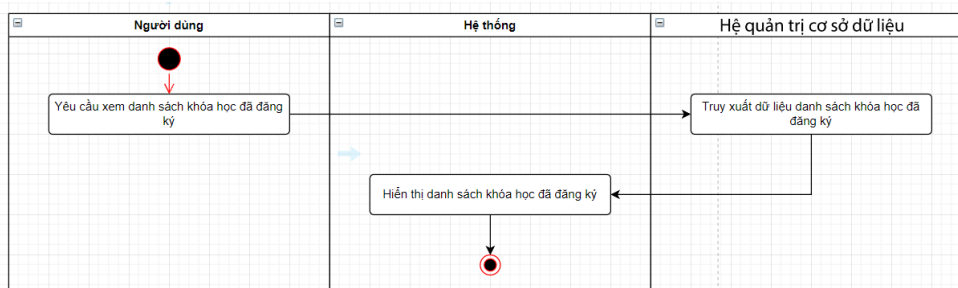 Người dùng
Hệ thống
Hệ quản trị cơ sở dữ liệu
Yêu cầu xem danh sách khóa học đã đăng
ký
Truy xuất dữ liệu danh sách khóa học đã
đăng ký
Hiển thị danh sách khóa học đã đăng ký